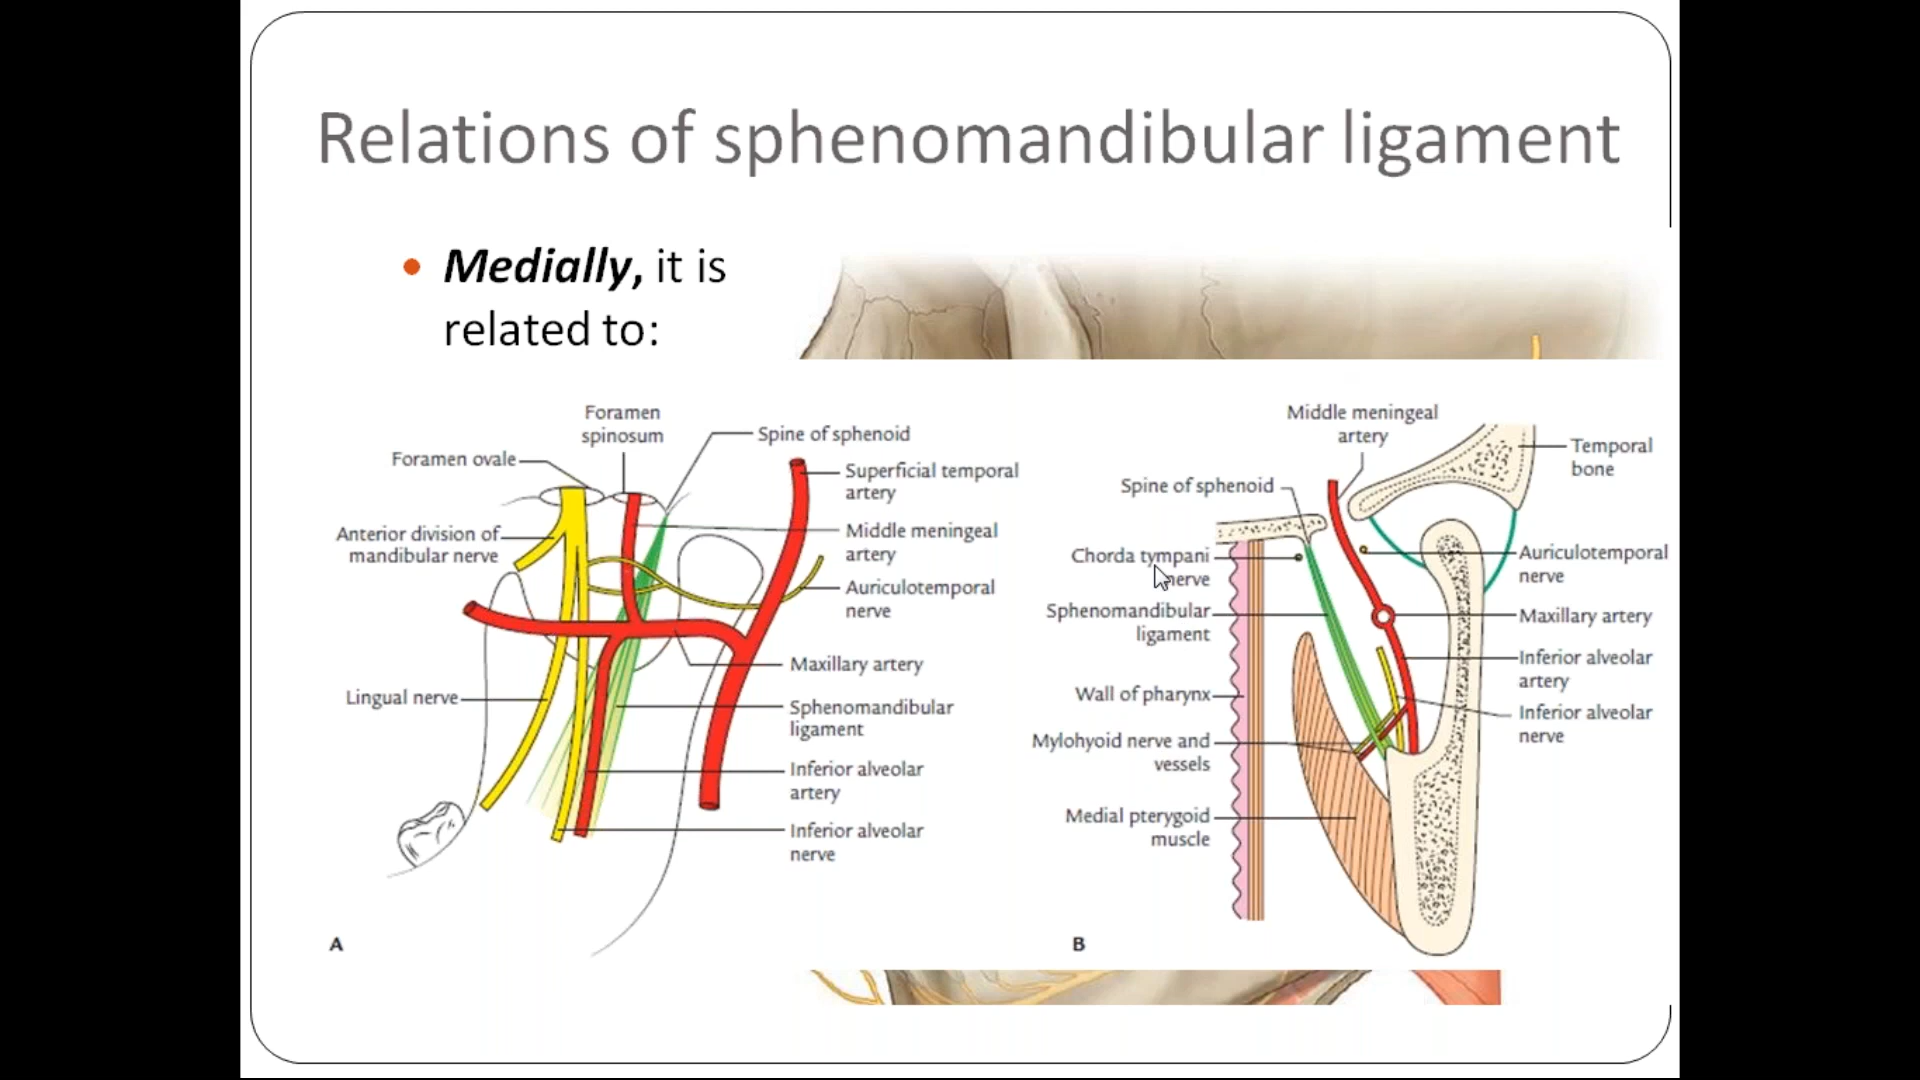 Relations of sphenomandibular ligament
• Medially, it is
related to:
Foramen
spinosum
Spine of sphenoid
Foramen ovale
Superficial temporal
artery
Anterior division of
mandibular nerve
Middle meningeal
artery
Auriculotemporal
nerve
Maxillary artery
Lingual nerve
Sphenomandibular
ligament
Inferior alveolar
artery
Inferior alveolar
nerve
A
Middle meningeal
artery
Temporal
bone
Spine of sphenoid
Chorda tympani
nerve
Auriculotemporal
nerve
Sphenomandibular
ligament
Maxillary artery
Inferior alveolar
artery
Wall of pharynx
Inferior alveolar
nerve
Mylohyoid nerve and
vessels
Medial pterygoid
muscle
B